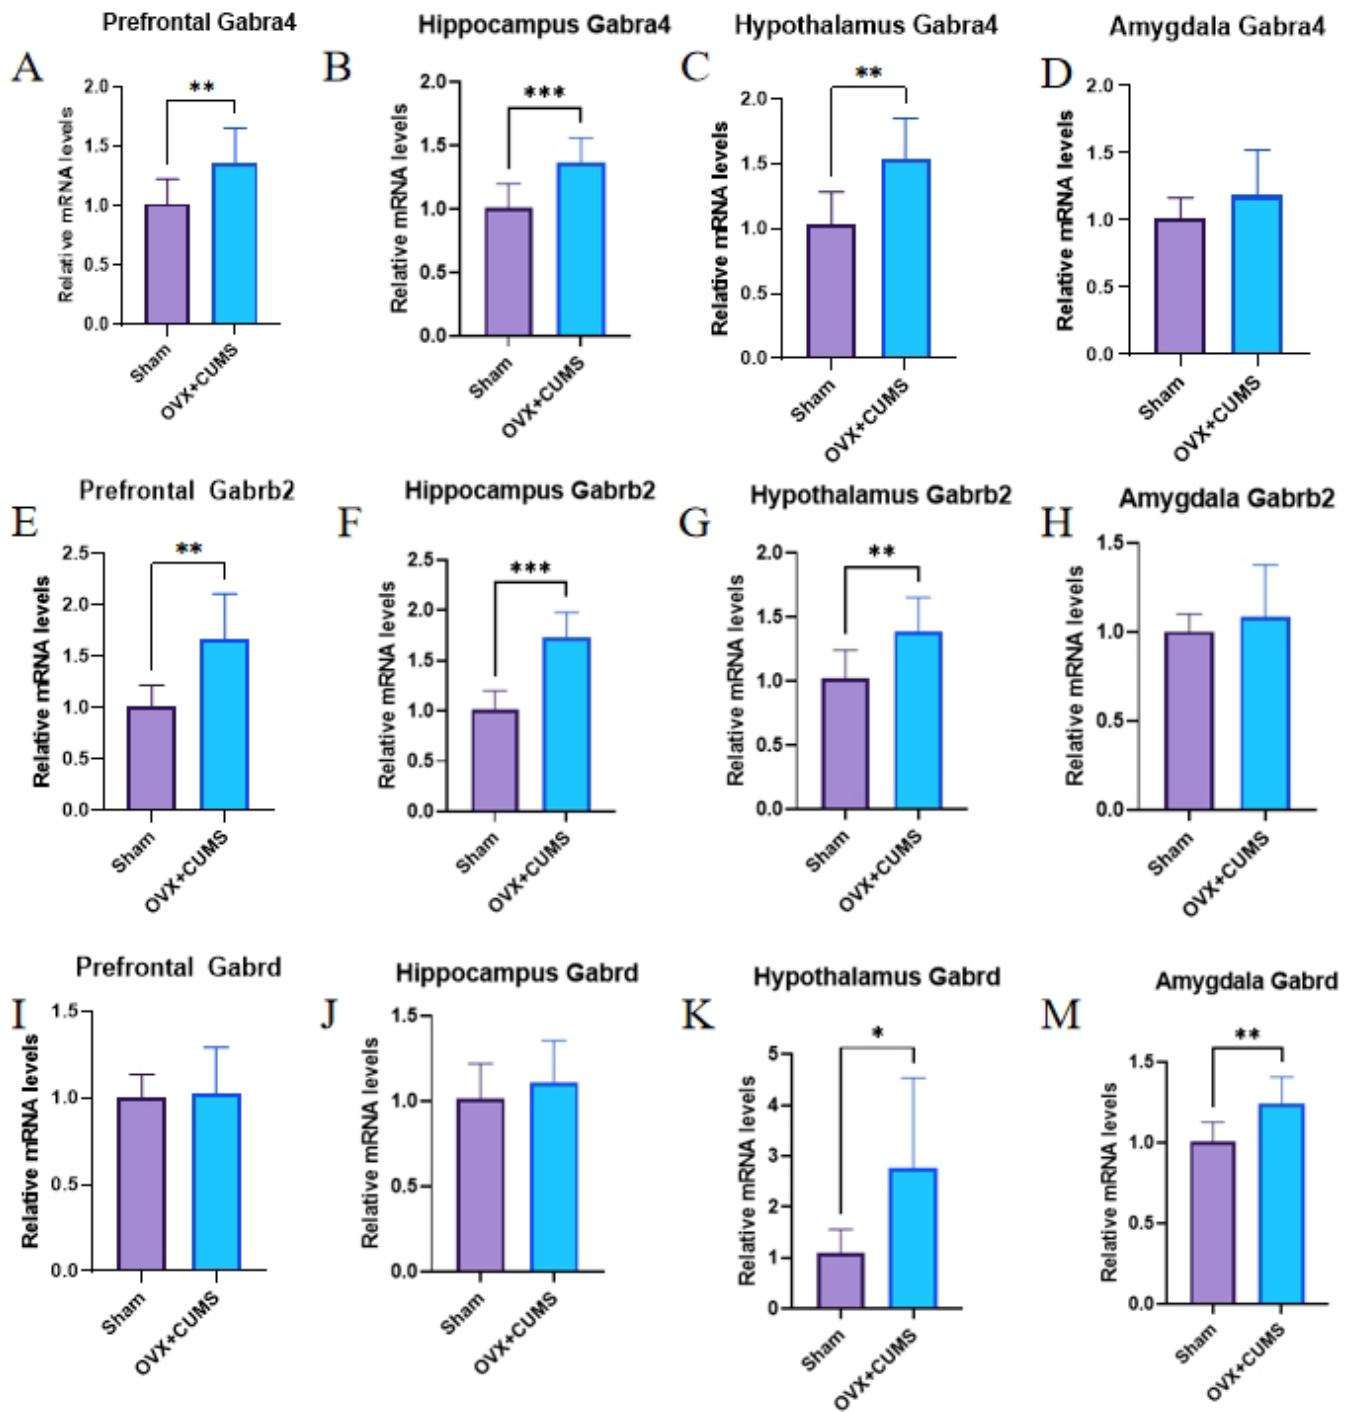 Prefrontal Gabra4
Hippocampus Gabra4
Hypothalamus Gabra4
Amygdala Gabra4
A
**
Relative mRNA levels
2.0
1.5
1.0
0.5
0.0
Sham
OVX+CUMS
B
***
Relative mRNA levels
2.0
1.5
1.0
0.5
0.0
Sham
OVX+CUMS
C
**
Relative mRNA levels
2.0
1.5
1.0
0.5
0.0
Sham
OVX+CUMS
D
Relative mRNA levels
2.0
1.5
1.0
0.5
0.0
Sham
OVX+CUMS
Prefrontal Gabrb2
Hippocampus Gabrb2
Hypothalamus Gabrb2
Amygdala Gabrb2
E
**
Relative mRNA levels
2.5
2.0
1.5
1.0
0.5
0.0
Sham
OVX+CUMS
F
***
Relative mRNA levels
2.5
2.0
1.5
1.0
0.5
0.0
Sham
OVX+CUMS
G
**
Relative mRNA levels
2.0
1.5
1.0
0.5
0.0
Sham
OVX+CUMS
H
Relative mRNA levels
1.5
1.0
0.5
0.0
Sham
OVX+CUMS
Prefrontal Gabrd
Hippocampus Gabrd
Hypothalamus Gabrd
Amygdala Gabrd
I
Relative mRNA levels
1.5
1.0
0.5
0.0
Sham
OVX+CUMS
J
Relative mRNA levels
1.5
1.0
0.5
0.0
Sham
OVX+CUMS
K
*
Relative mRNA levels
5
4
3
2
1
0
Sham
OVX+CUMS
M
**
Relative mRNA levels
1.5
1.0
0.5
0.0
Sham
OVX+CUMS